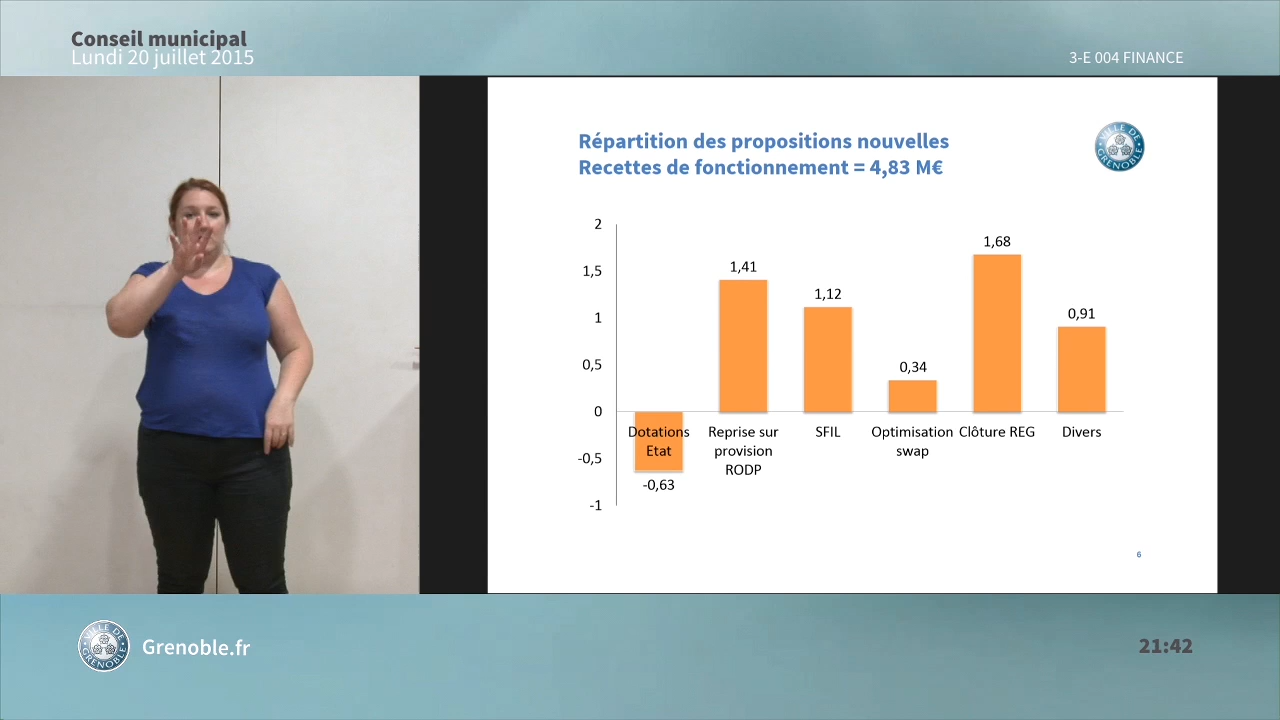 Conseil municipal
Lundi 20 juillet 2015
3-E 004 FINANCE
Répartition des propositions nouvelles
Recettes de fonctionnement = 4,83 M€
VILLE DE
GRENOBLE
2
1,5
1
0,5
0
-0,5
-1
1,41
1,12
0,34
1,68
0,91
-0,63
Dotations
Etat
Reprise sur
provision
RODP
SFIL
Optimisation
swap
Clôture REG
Divers
6
VILLE DE
GRENOBLE
Grenoble.fr
21:42